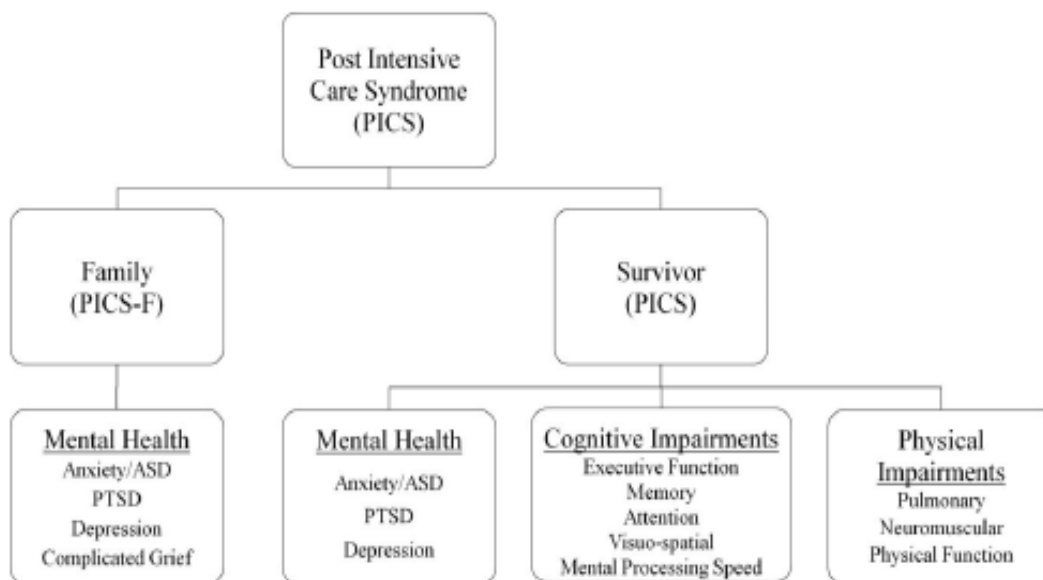 Post Intensive
Care Syndrome
(PICS)
Family
(PICS-F)
Survivor
(PICS)
Mental Health
Anxiety/ASD
PTSD
Depression
Complicated Grief
Mental Health
Anxiety/ASD
PTSD
Depression
Cognitive Impairments
Executive Function
Memory
Attention
Visuo-spatial
Mental Processing Speed
Physical
Impairments
Pulmonary
Neuromuscular
Physical Function